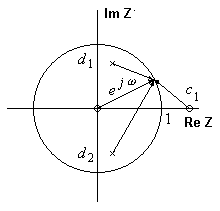 Im Z
d₁
e^{jω}
c₁
1
Re Z
d₂